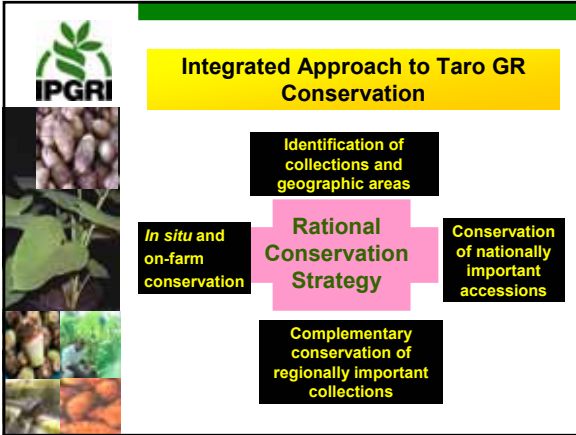 IPGRI
Integrated Approach to Taro GR
Conservation
Identification of
collections and
geographic areas
In situ and
on-farm
conservation
Rational
Conservation
Strategy
Conservation
of nationally
important
accessions
Complementary
conservation of
regionally important
collections